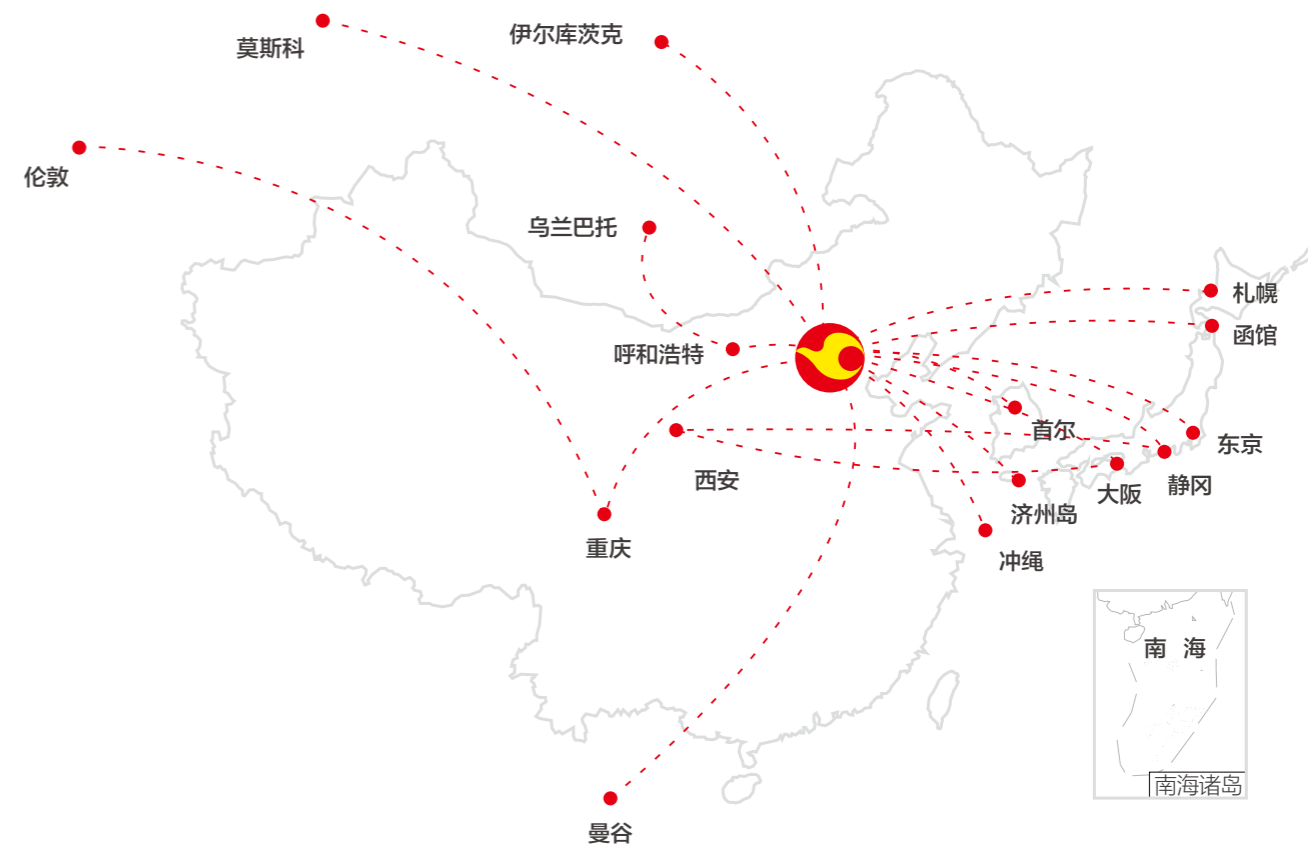 莫斯科
伊尔库茨克
伦敦
乌兰巴托
札幌
函馆
呼和浩特
首尔
东京
西安
静冈
大阪
济州岛
重庆
冲绳
南 海
南海诸岛
曼谷